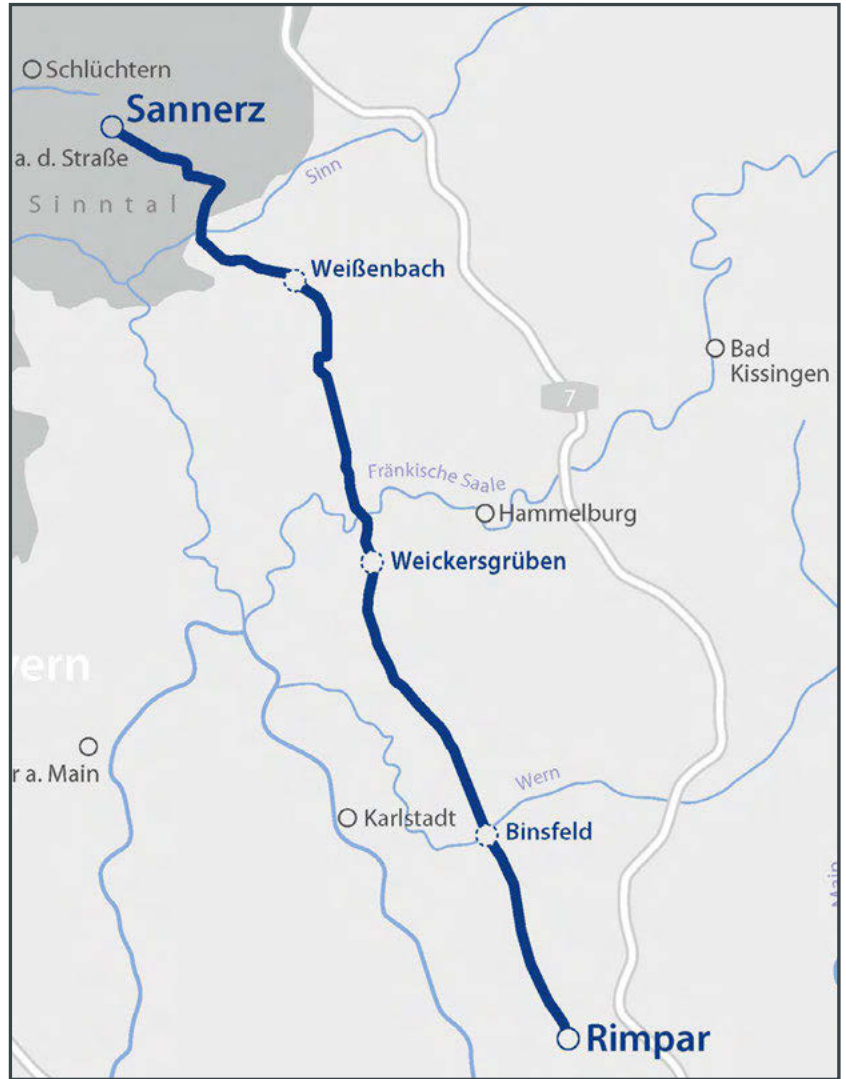 Schlüchtern
Sannerz
a. d. Straße
Sinn
Sinntal
Weißenbach
Bad
Kissingen
7
Fränkische Saale
Hammelburg
Weickersgrüben
yern
r a. Main
Wern
Karlstadt
Binsfeld
Main
Rimpar